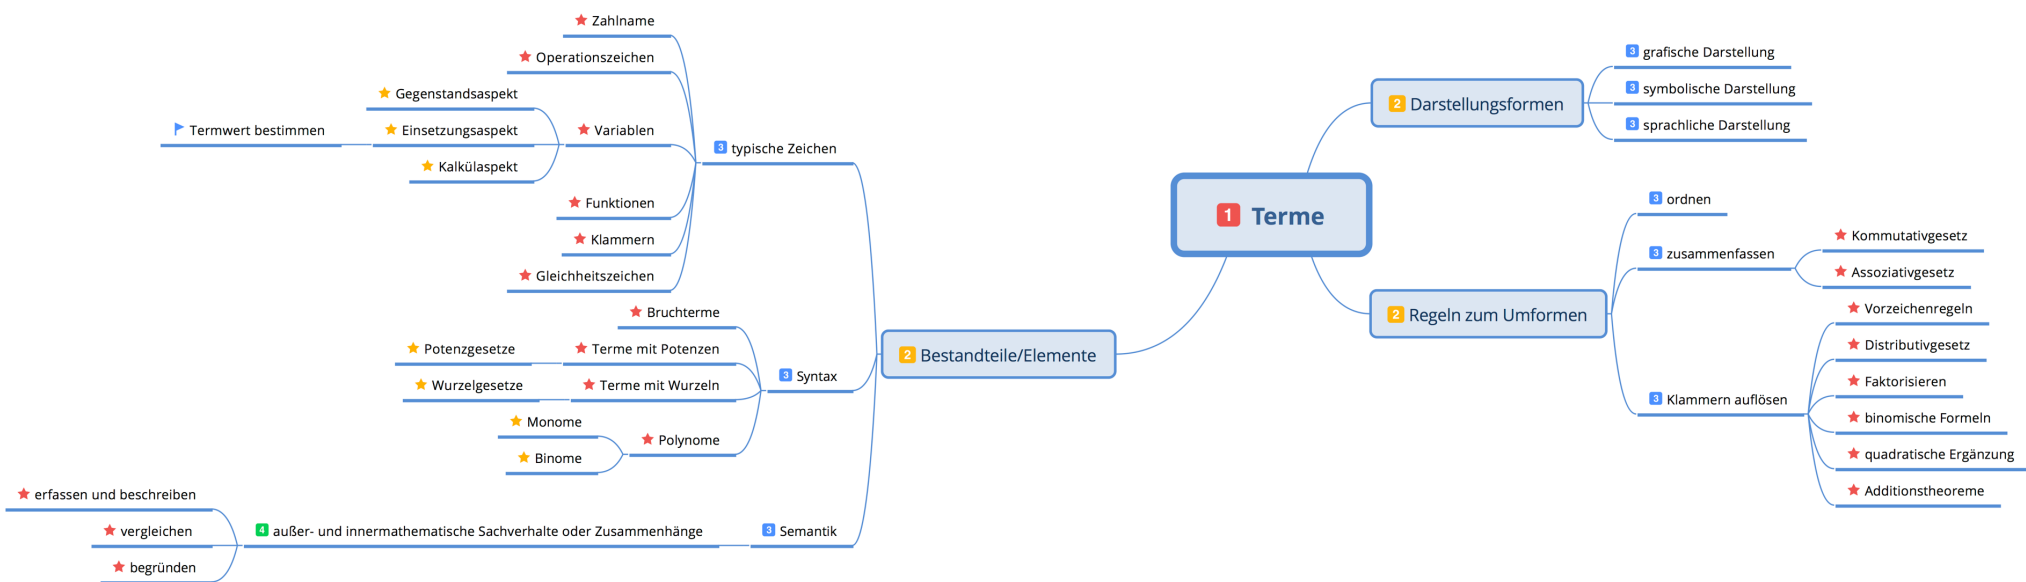 1 Terme
2 Darstellungsformen
3 grafische Darstellung
3 symbolische Darstellung
3 sprachliche Darstellung
2 Regeln zum Umformen
3 ordnen
3 zusammenfassen
Kommutativgesetz
Assoziativgesetz
3 Klammern auflösen
Vorzeichenregeln
Distributivgesetz
Faktorisieren
binomische Formeln
quadratische Ergänzung
Additionstheoreme
2 Bestandteile/Elemente
3 typische Zeichen
Zahlname
Operationszeichen
Variablen
Gegenstandsaspekt
Einsetzungsaspekt
Termwert bestimmen
Kalkülaspekt
Funktionen
Klammern
Gleichheitszeichen
3 Syntax
Bruchterme
Terme mit Potenzen
Potenzgesetze
Terme mit Wurzeln
Wurzelgesetze
Polynome
Monome
Binome
3 Semantik
4 außer- und innermathematische Sachverhalte oder Zusammenhänge
erfassen und beschreiben
vergleichen
begründen